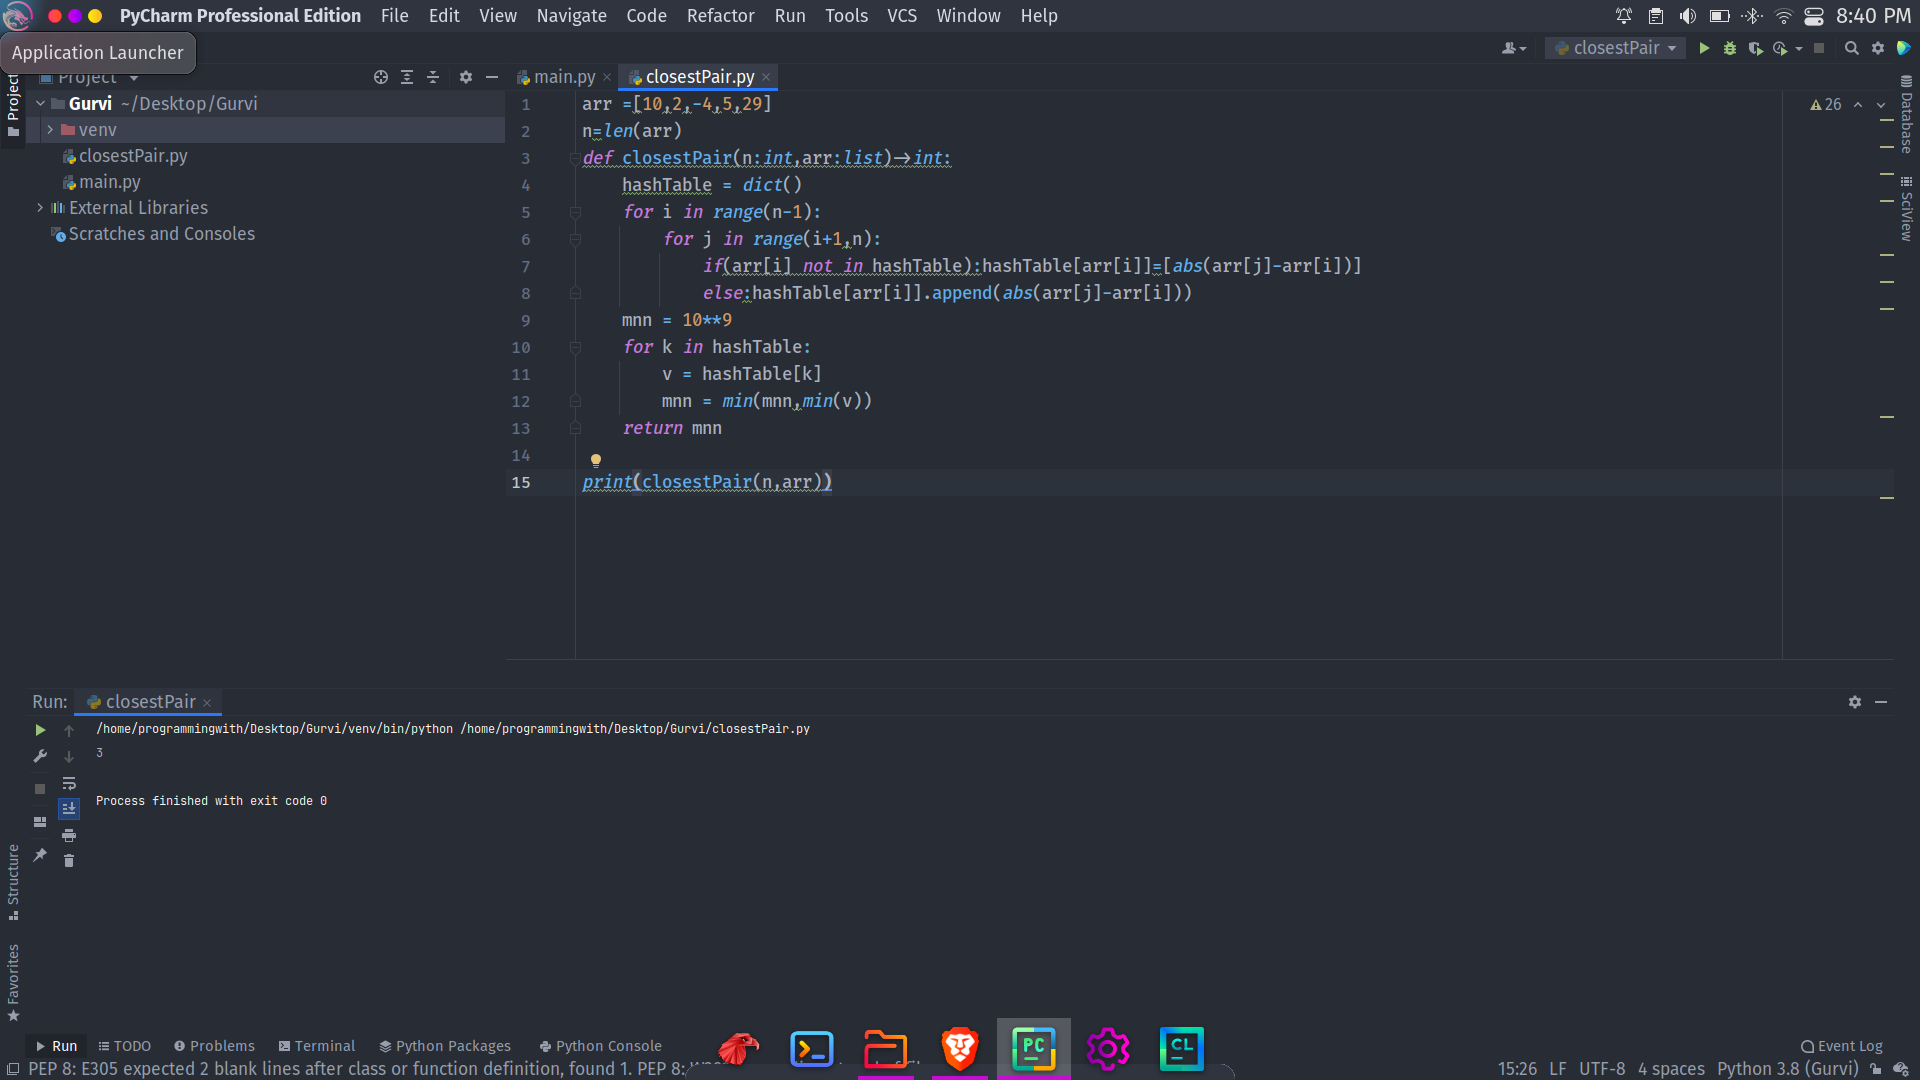 PyCharm Professional Edition File Edit View Navigate Code Refactor Run Tools VCS Window Help 8:40 PM
Application Launcher
closestPair
Project
Project
main.py
closestPair.py
Gurvi ~/Desktop/Gurvi
venv
closestPair.py
main.py
External Libraries
Scratches and Consoles
26
Database
SciView
1 arr =[10,2,-4,5,29]
2 n=len(arr)
3 def closestPair(n:int,arr:list)->int:
4 hashTable = dict()
5 for i in range(n-1):
6 for j in range(i+1,n):
7 if(arr[i] not in hashTable):hashTable[arr[i]]=[abs(arr[j]-arr[i])]
8 else:hashTable[arr[i]].append(abs(arr[j]-arr[i]))
9 mnn = 10**9
10 for k in hashTable:
11 v = hashTable[k]
12 mnn = min(mnn,min(v))
13 return mnn
14
15 print(closestPair(n,arr))
Run: closestPair
/home/programmingwith/Desktop/Gurvi/venv/bin/python /home/programmingwith/Desktop/Gurvi/closestPair.py
3
Process finished with exit code 0
Structure
Favorites
Run TODO Problems Terminal Python Packages Python Console
PC
CL
Event Log
PEP 8: E305 expected 2 blank lines after class or function definition, found 1. PEP 8:
15:26 LF UTF-8 4 spaces Python 3.8 (Gurvi)